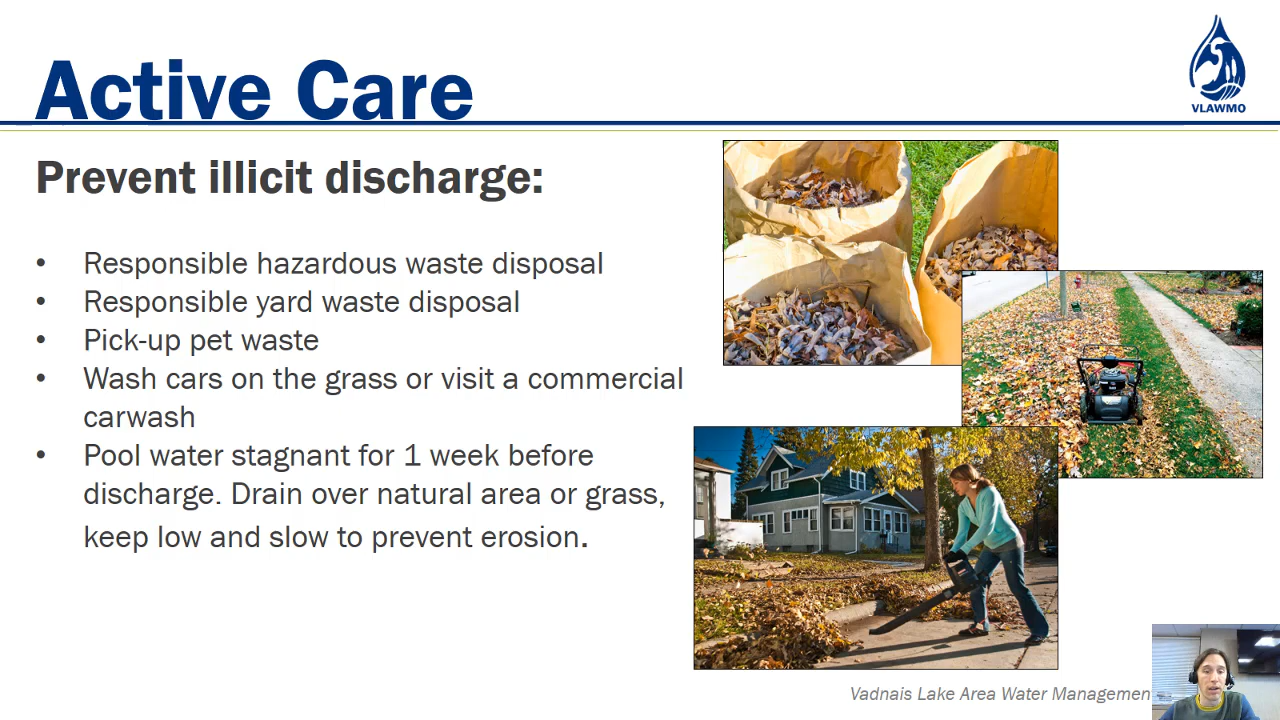 Active Care
VLAWMO
Prevent illicit discharge:
• Responsible hazardous waste disposal
• Responsible yard waste disposal
• Pick-up pet waste
• Wash cars on the grass or visit a commercial
carwash
• Pool water stagnant for 1 week before
discharge. Drain over natural area or grass,
keep low and slow to prevent erosion.
Vadnais Lake Area Water Managemen